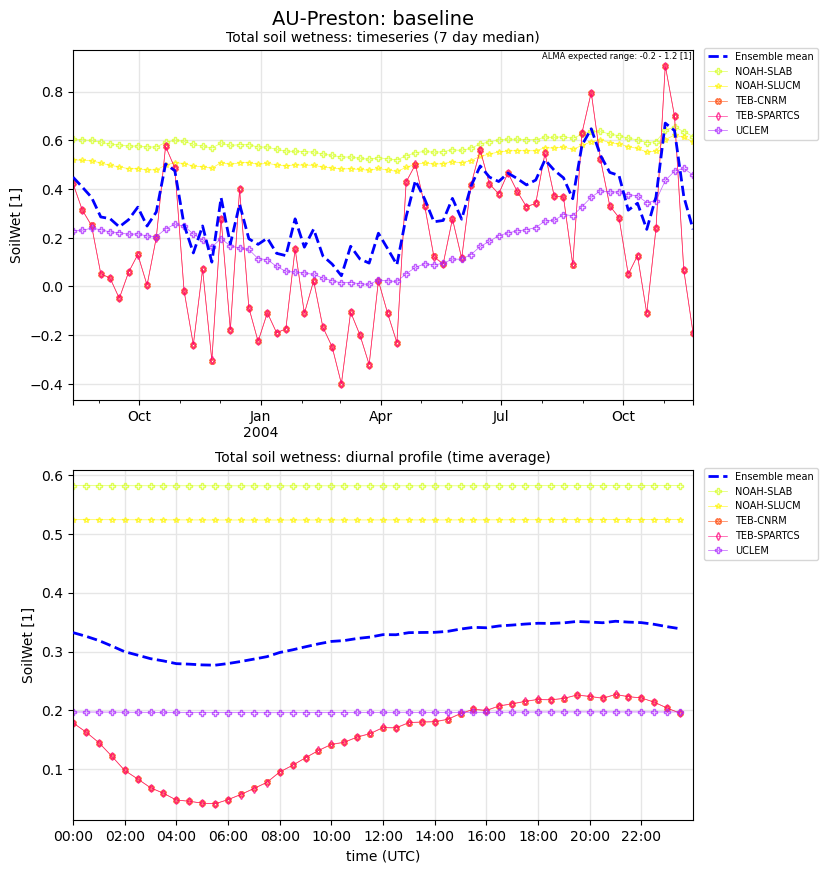 AU-Preston: baseline
Total soil wetness: timeseries (7 day median)
ALMA expected range: -0.2 - 1.2 [1]
Ensemble mean
NOAH-SLAB
NOAH-SLUCM
TEB-CNRM
TEB-SPARTCS
UCLEM
SoilWet [1]
0.8
0.6
0.4
0.2
0.0
−0.2
−0.4
Oct Jan Apr Jul Oct
2004
Total soil wetness: diurnal profile (time average)
Ensemble mean
NOAH-SLAB
NOAH-SLUCM
TEB-CNRM
TEB-SPARTCS
UCLEM
SoilWet [1]
0.6
0.5
0.4
0.3
0.2
0.1
00:00 02:00 04:00 06:00 08:00 10:00 12:00 14:00 16:00 18:00 20:00 22:00
time (UTC)